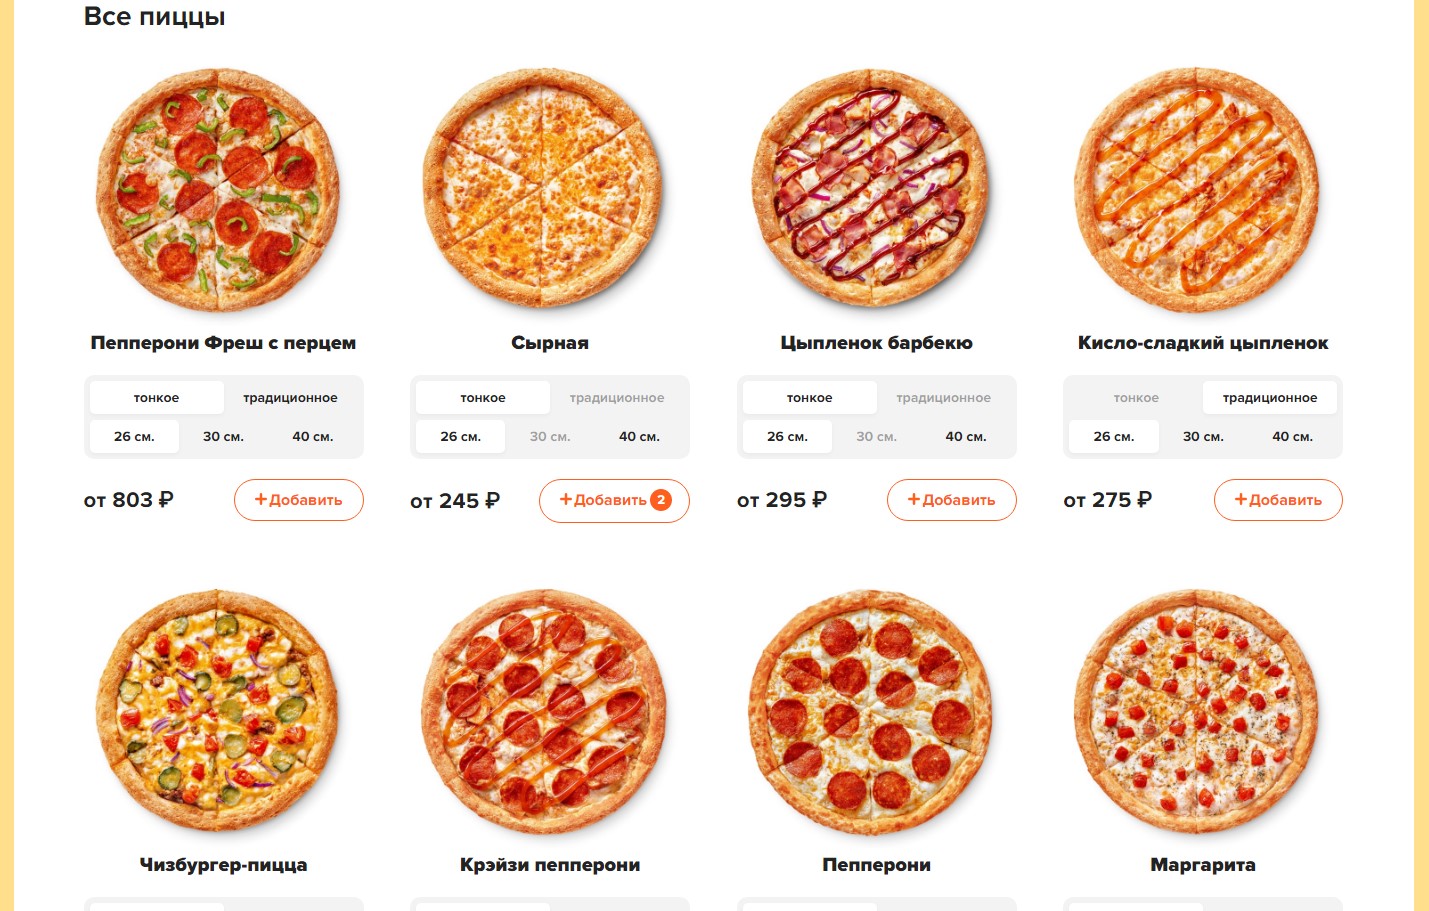 Все пиццы
Пепперони Фреш с перцем
Сырная
Цыпленок барбекю
Кисло-сладкий цыпленок
тонкое традиционное
тонкое традиционное
тонкое традиционное
тонкое традиционное
26 см. 30 см. 40 см.
26 см. 30 см. 40 см.
26 см. 30 см. 40 см.
26 см. 30 см. 40 см.
от 803 ₽ +Добавить
от 245 ₽ +Добавить 2
от 295 ₽ +Добавить
от 275 ₽ +Добавить
Чизбургер-пицца
Крэйзи пепперони
Пепперони
Маргарита